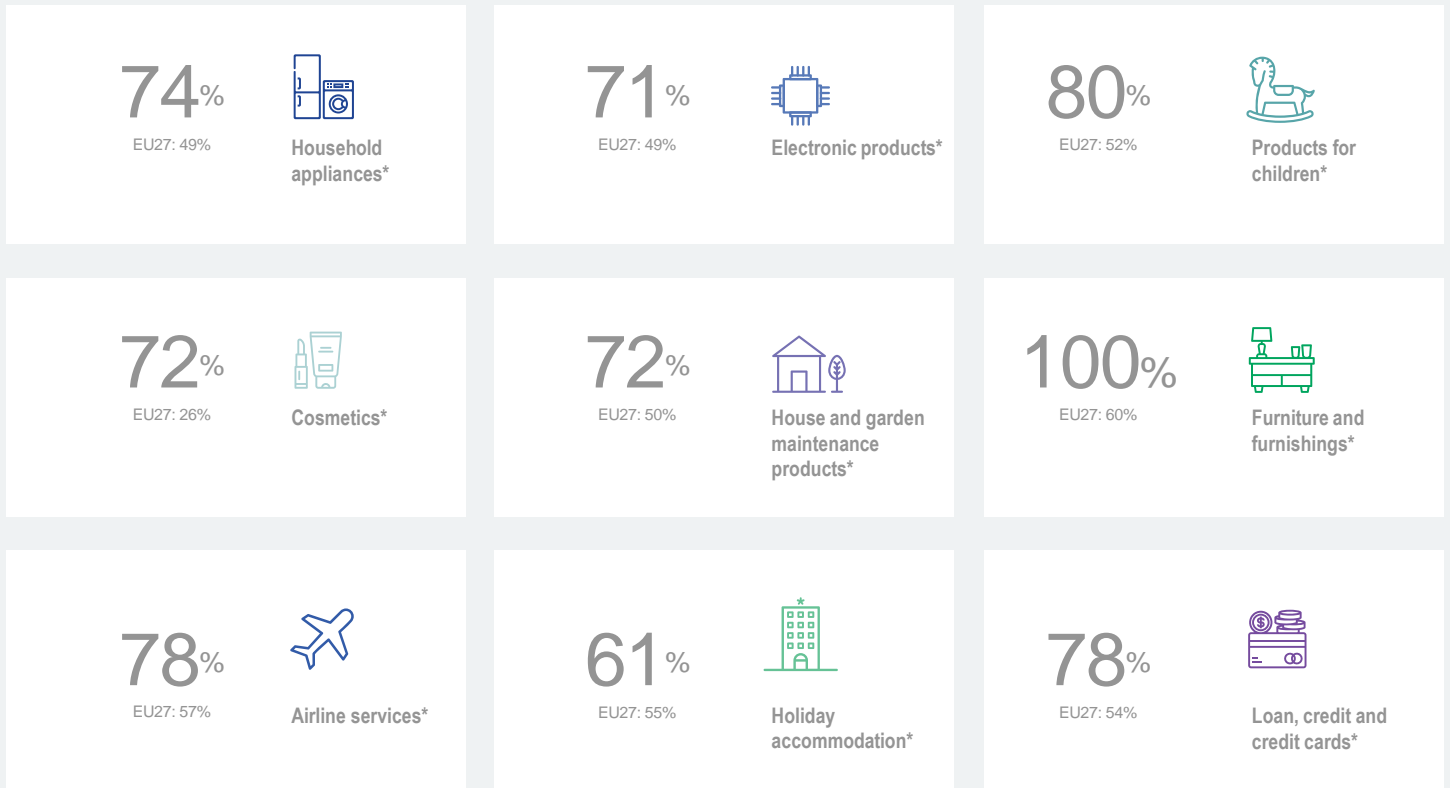 74%
EU27: 49%
Household
appliances*
71%
EU27: 49%
Electronic products*
80%
EU27: 52%
Products for
children*
72%
EU27: 26%
Cosmetics*
72%
EU27: 50%
House and garden
maintenance
products*
100%
EU27: 60%
Furniture and
furnishings*
78%
EU27: 57%
Airline services*
61%
EU27: 55%
Holiday
accommodation*
$
78%
EU27: 54%
Loan, credit and
credit cards*